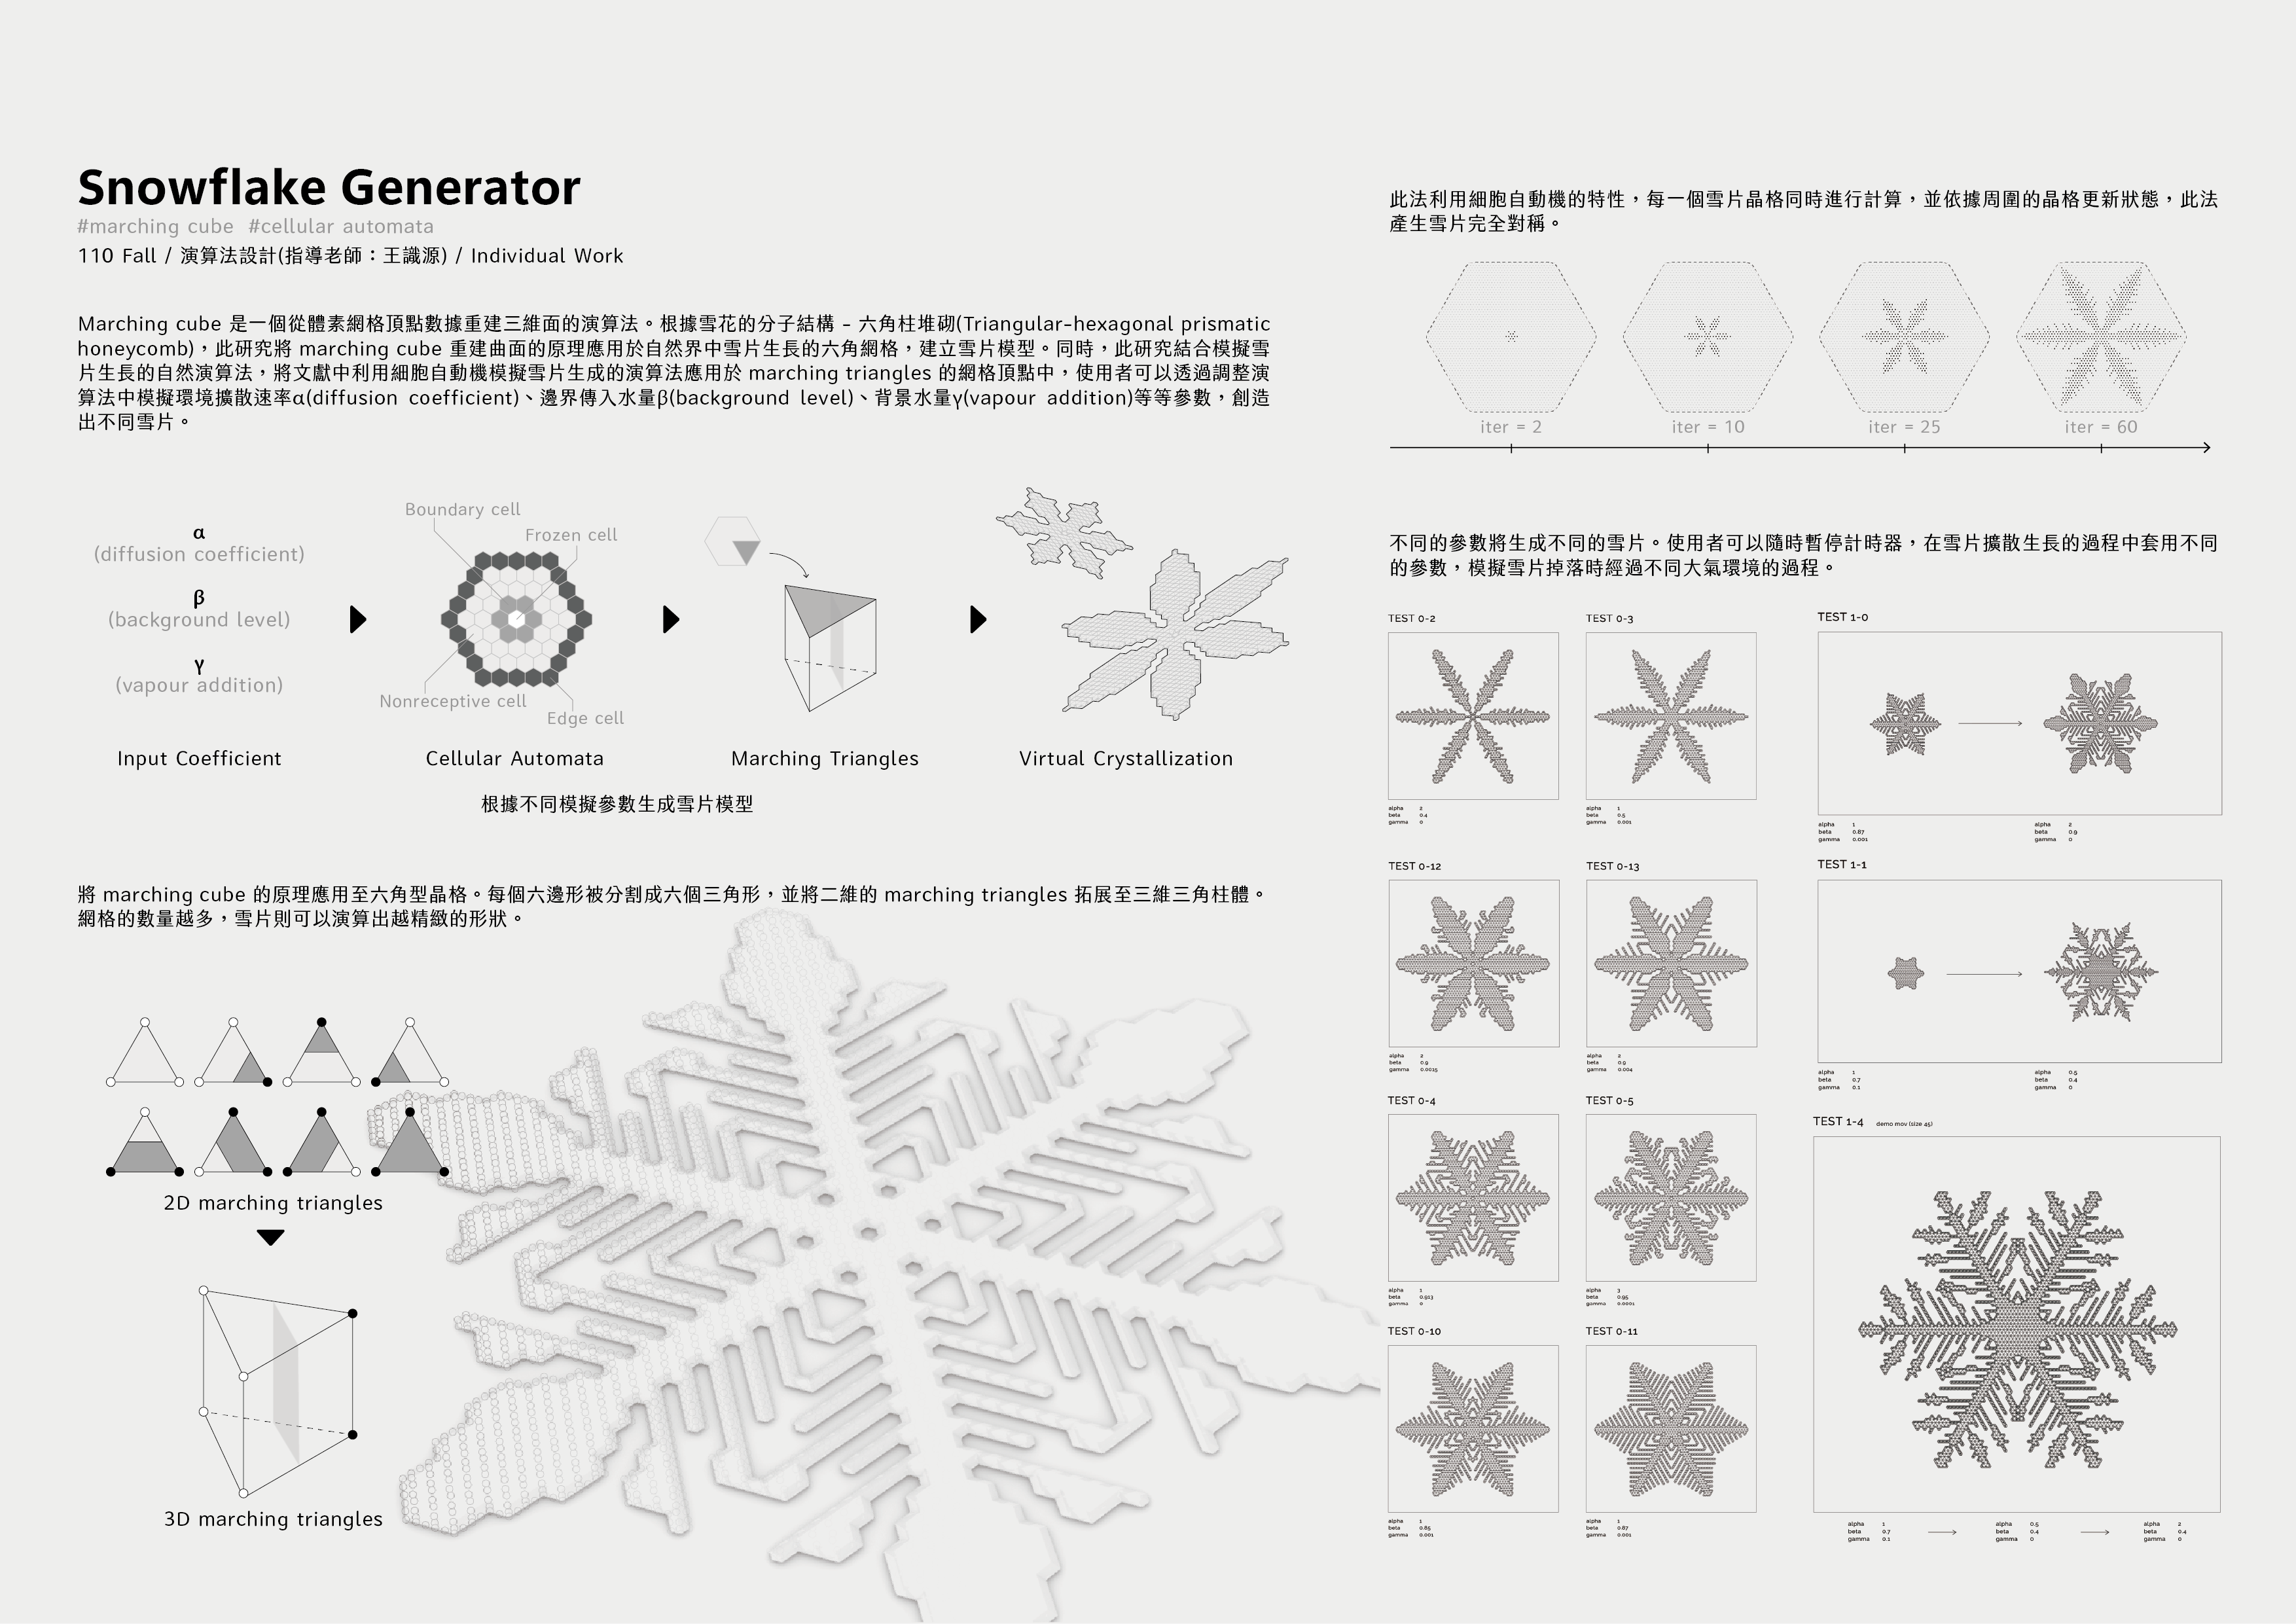 Snowflake Generator
#marching cube #cellular automata
110 Fall / 演算法設計(指導老師：王識源) / Individual Work
Marching cube 是一個從體素網格頂點數據重建三維面的演算法。根據雪花的分子結構 - 六角柱堆砌(Triangular-hexagonal prismatic
honeycomb)，此研究將 marching cube 重建曲面的原理應用於自然界中雪片生長的六角網格，建立雪片模型。同時，此研究結合模擬雪
片生長的自然演算法，將文獻中利用細胞自動機模擬雪片生成的演算法應用於 marching triangles 的網格頂點中，使用者可以透過調整演
算法中模擬環境擴散速率α(diffusion coefficient)、邊界傳入水量β(background level)、背景水量γ(vapour addition)等等參數，創造
出不同雪片。
α
(diffusion coefficient)
β
(background level)
γ
(vapour addition)
Input Coefficient
Boundary cell
Frozen cell
Nonreceptive cell
Edge cell
Cellular Automata
Marching Triangles
Virtual Crystallization
根據不同模擬參數生成雪片模型
將 marching cube 的原理應用至六角型晶格。每個六邊形被分割成六個三角形，並將二維的 marching triangles 拓展至三維三角柱體。
網格的數量越多，雪片則可以演算出越精緻的形狀。
2D marching triangles
3D marching triangles
此法利用細胞自動機的特性，每一個雪片晶格同時進行計算，並依據周圍的晶格更新狀態，此法
產生雪片完全對稱。
iter = 2
iter = 10
iter = 25
iter = 60
不同的參數將生成不同的雪片。使用者可以隨時暫停計時器，在雪片擴散生長的過程中套用不同
的參數，模擬雪片掉落時經過不同大氣環境的過程。
TEST 0-2
alpha 2
beta 0.4
gamma 0
TEST 0-3
alpha 1
beta 0.5
gamma 0.001
TEST 1-0
alpha 1
beta 0.87
gamma 0.001
alpha 2
beta 0.9
gamma 0
TEST 0-12
alpha 2
beta 0.9
gamma 0.0015
TEST 0-13
alpha 2
beta 0.9
gamma 0.004
TEST 1-1
alpha 1
beta 0.7
gamma 0.1
alpha 0.5
beta 0.4
gamma 0
TEST 0-4
alpha 1
beta 0.913
gamma 0
TEST 0-5
alpha 3
beta 0.95
gamma 0.0001
TEST 1-4 demo mov (size 45)
alpha 1
beta 0.7
gamma 0.1
alpha 0.5
beta 0.4
gamma 0
alpha 2
beta 0.4
gamma 0
TEST 0-10
alpha 1
beta 0.85
gamma 0.001
TEST 0-11
alpha 1
beta 0.87
gamma 0.001